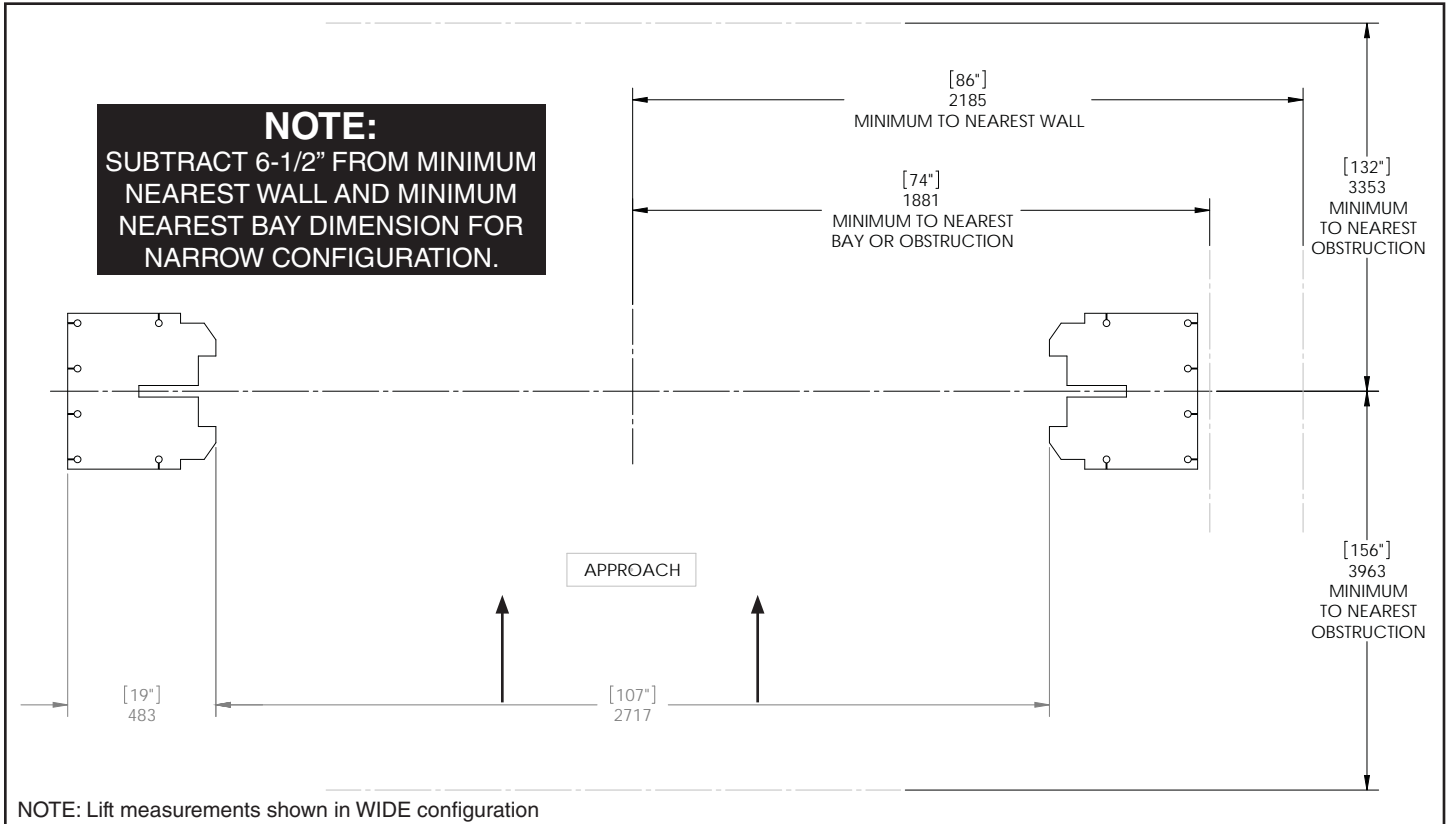 NOTE:
SUBTRACT 6-1/2” FROM MINIMUM
NEAREST WALL AND MINIMUM
NEAREST BAY DIMENSION FOR
NARROW CONFIGURATION.
[86"]
2185
MINIMUM TO NEAREST WALL
[74"]
1881
MINIMUM TO NEAREST
BAY OR OBSTRUCTION
[132"]
3353
MINIMUM
TO NEAREST
OBSTRUCTION
APPROACH
[156"]
3963
MINIMUM
TO NEAREST
OBSTRUCTION
[19"]
483
[107"]
2717
NOTE: Lift measurements shown in WIDE configuration